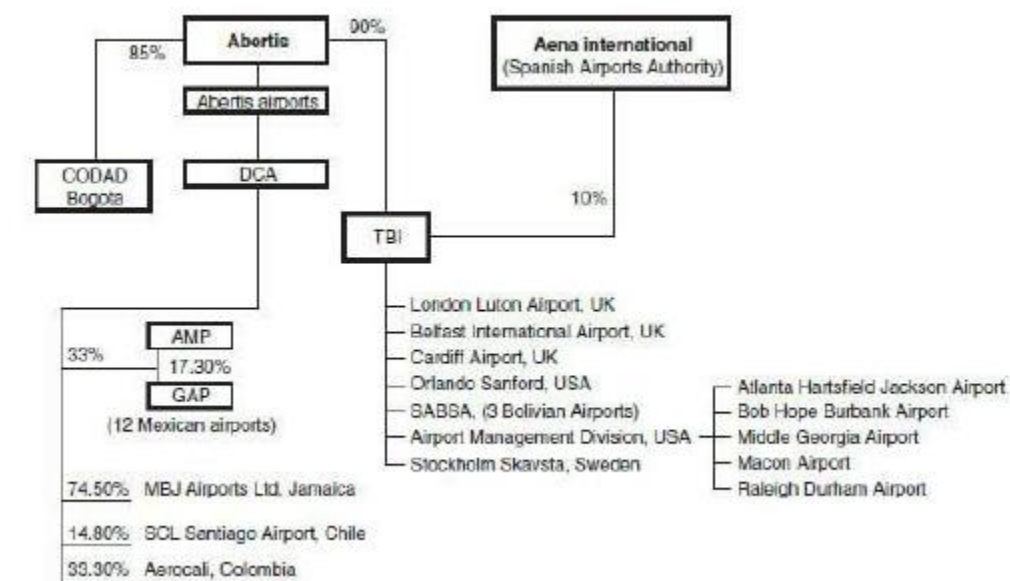 90%
Abertis
85%
Aena international
(Spanish Airports Authority)
Abertis airports
CODAD
Bogota
DCA
10%
TBI
London Luton Airport, UK
Belfast International Airport, UK
Cardiff Airport, UK
Orlando Sanford, USA
SABSA, (3 Bolivian Airports)
Airport Management Division, USA
Stockholm Skavsta, Sweden
Atlanta Hartsfield Jackson Airport
Bob Hope Burbank Airport
Middle Georgia Airport
Macon Airport
Raleigh Durham Airport
AMP
33%
17.30%
GAP
(12 Mexican airports)
74.50% MBJ Airports Ltd, Jamaica
14.80% SCL Santiago Airport, Chile
33.30% Aerocali, Colombia